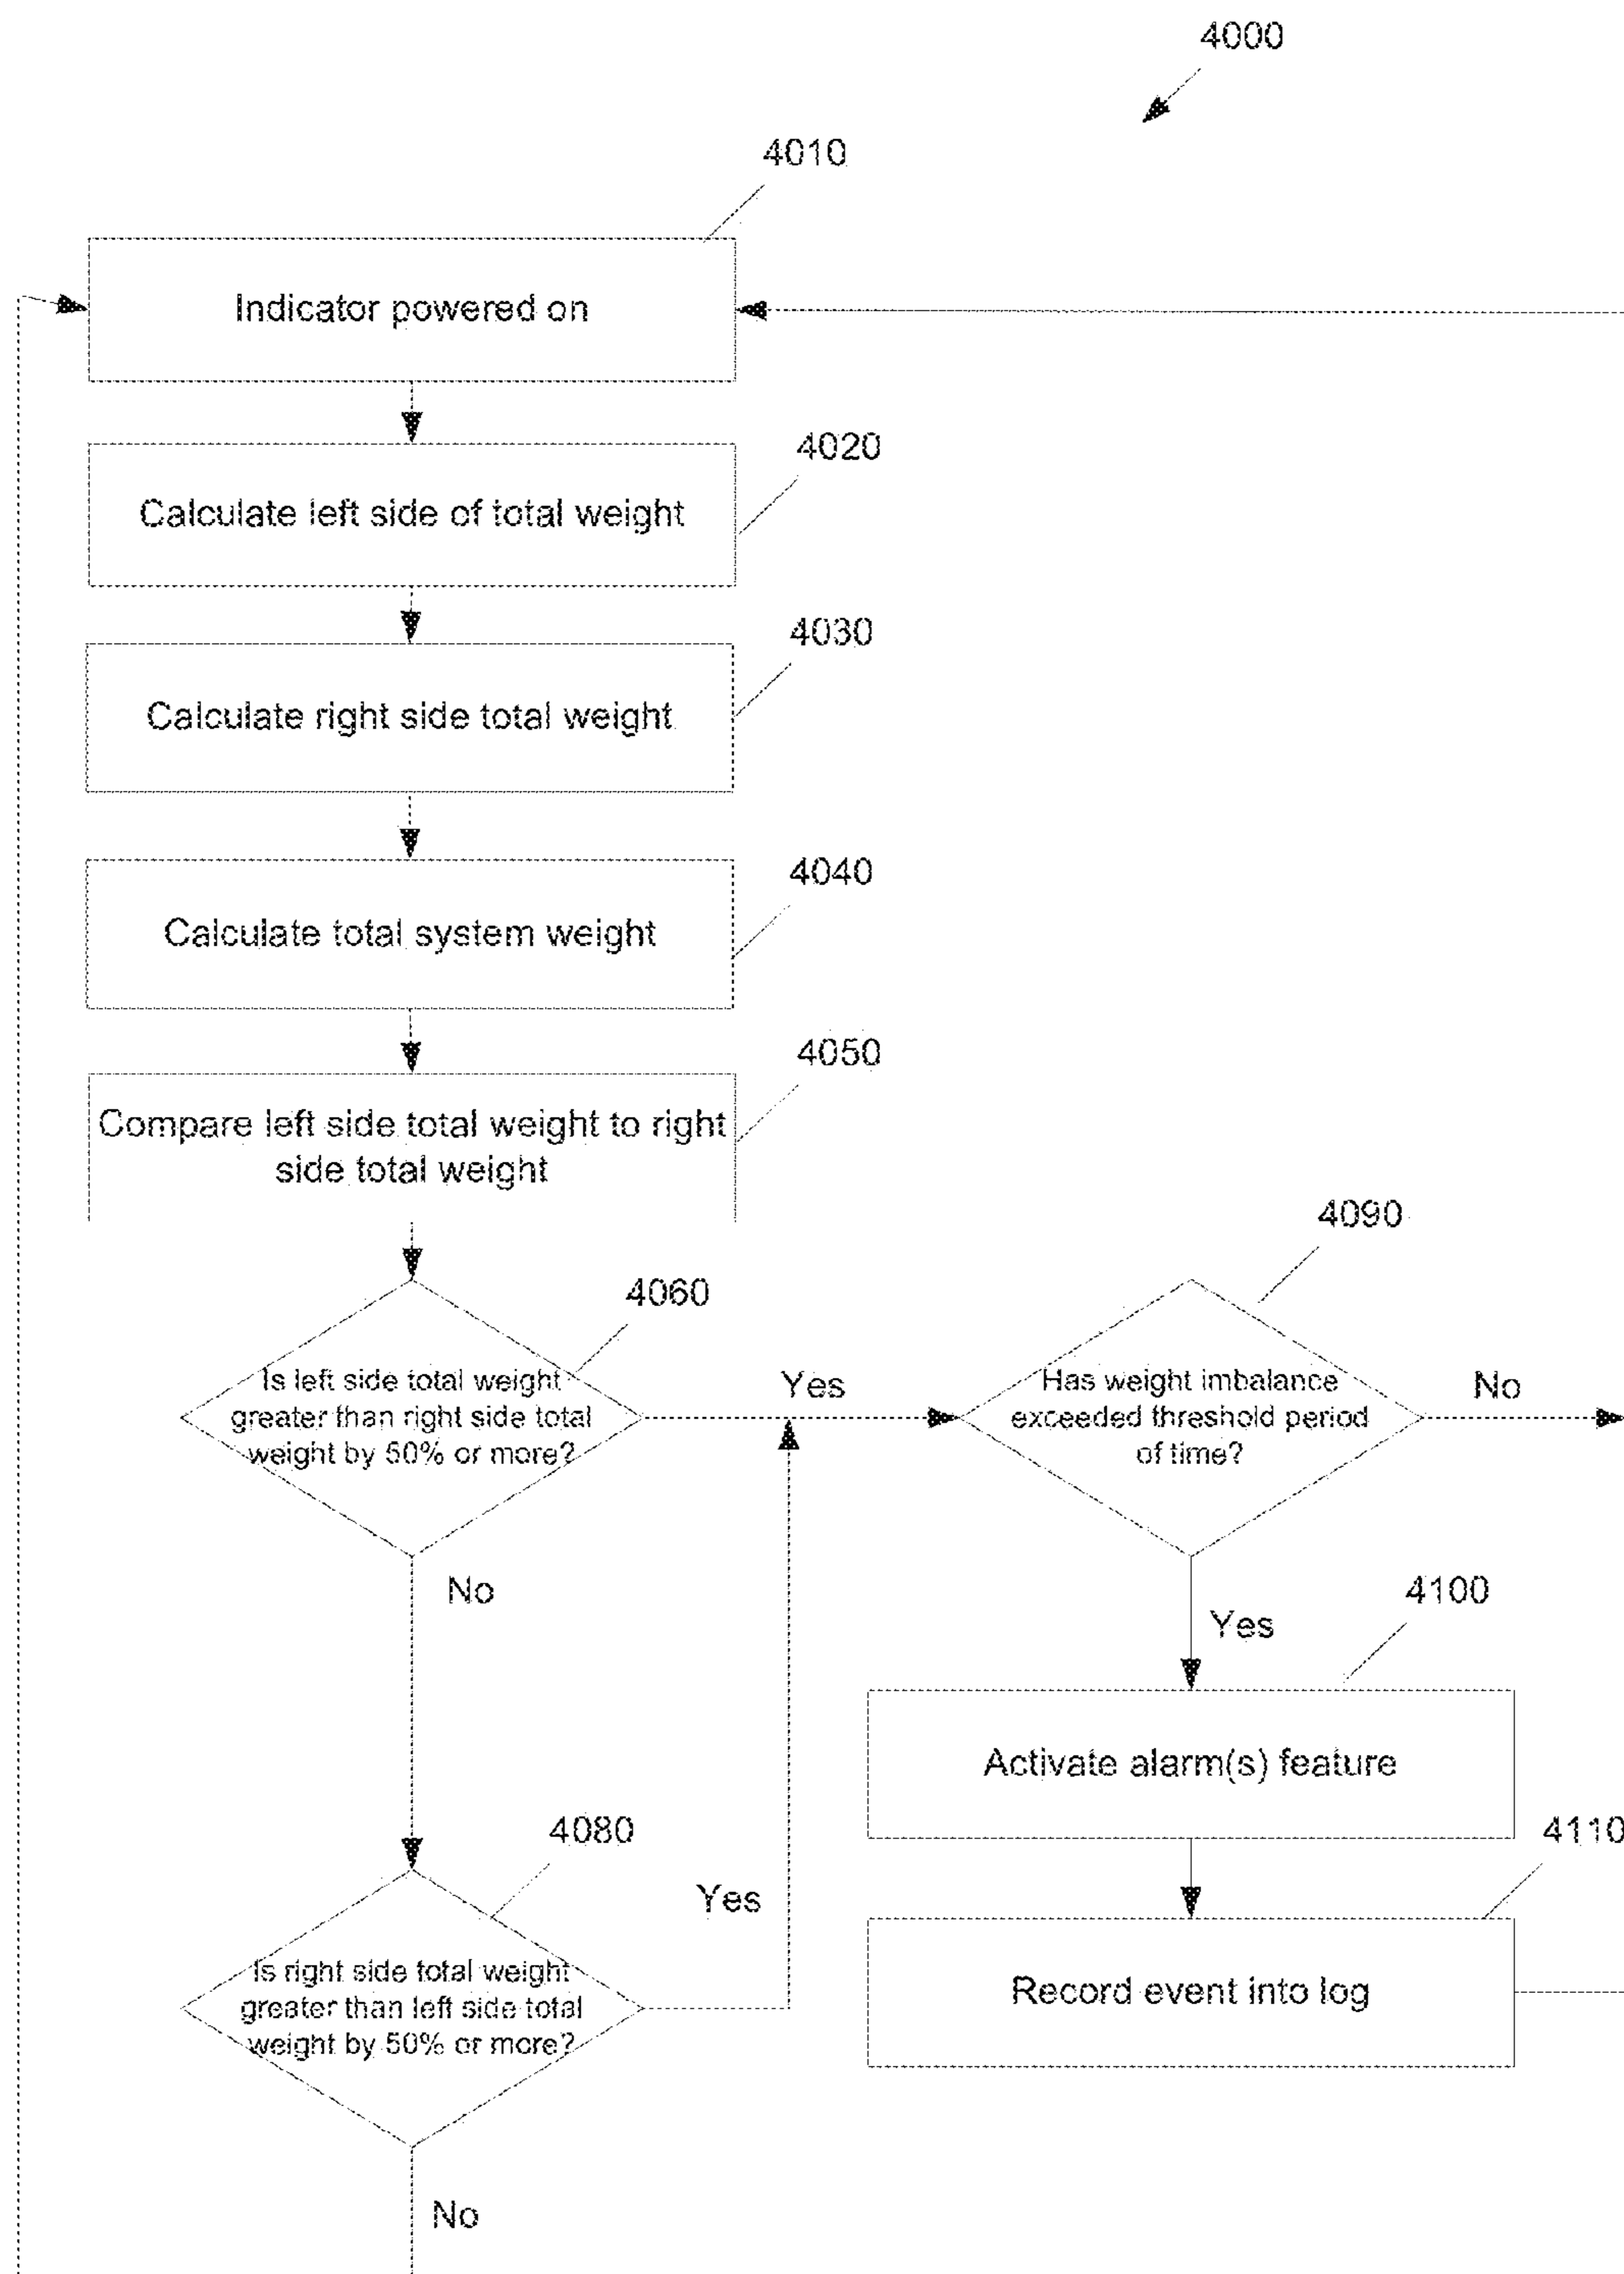 4000
4010
Indicator powered on
4020
Calculate left side of total weight
4030
Calculate right side total weight
4040
Calculate total system weight
4050
Compare left side total weight to right
side total weight
4060
Is left side total weight
greater than right side total
weight by 50% or more?
Yes
No
4090
Has weight imbalance
exceeded threshold period
of time?
No
Yes
4100
Activate alarm(s) feature
4110
Record event into log
4080
Is right side total weight
greater than left side total
weight by 50% or more?
Yes
No